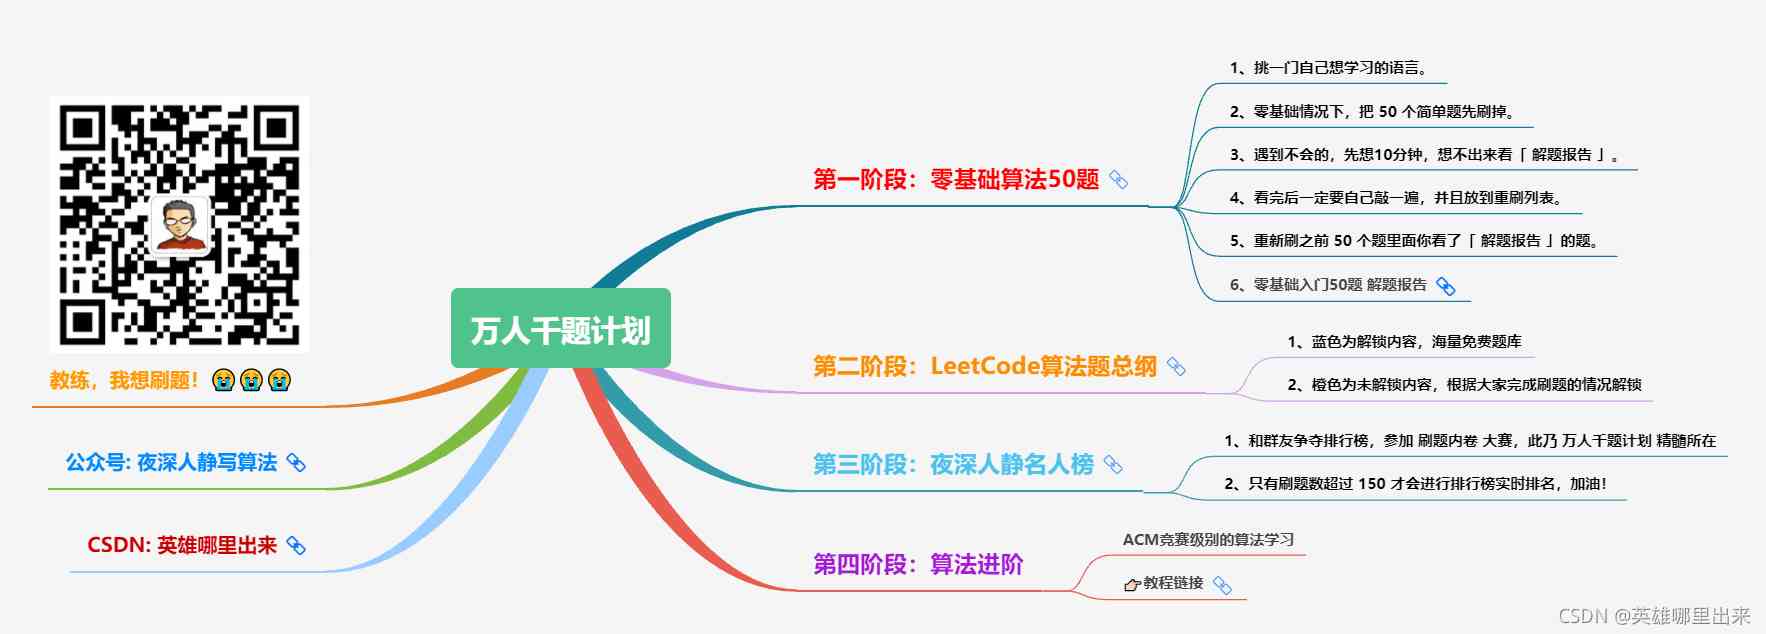 万人千题计划
教练，我想刷题！
公众号: 夜深人静写算法
CSDN: 英雄哪里出来
第一阶段：零基础算法50题
1、挑一门自己想学习的语言。
2、零基础情况下，把 50 个简单题先刷掉。
3、遇到不会的，先想10分钟，想不出来看「 解题报告 」。
4、看完后一定要自己敲一遍，并且放到重刷列表。
5、重新刷之前 50 个题里面你看了「 解题报告 」的题。
6、零基础入门50题 解题报告
第二阶段：LeetCode算法题总纲
1、蓝色为解锁内容，海量免费题库
2、橙色为未解锁内容，根据大家完成刷题的情况解锁
第三阶段：夜深人静名人榜
1、和群友争夺排行榜，参加 刷题内卷 大赛，此乃 万人千题计划 精髓所在
2、只有刷题数超过 150 才会进行排行榜实时排名，加油！
第四阶段：算法进阶
ACM竞赛级别的算法学习
教程链接
CSDN @英雄哪里出来